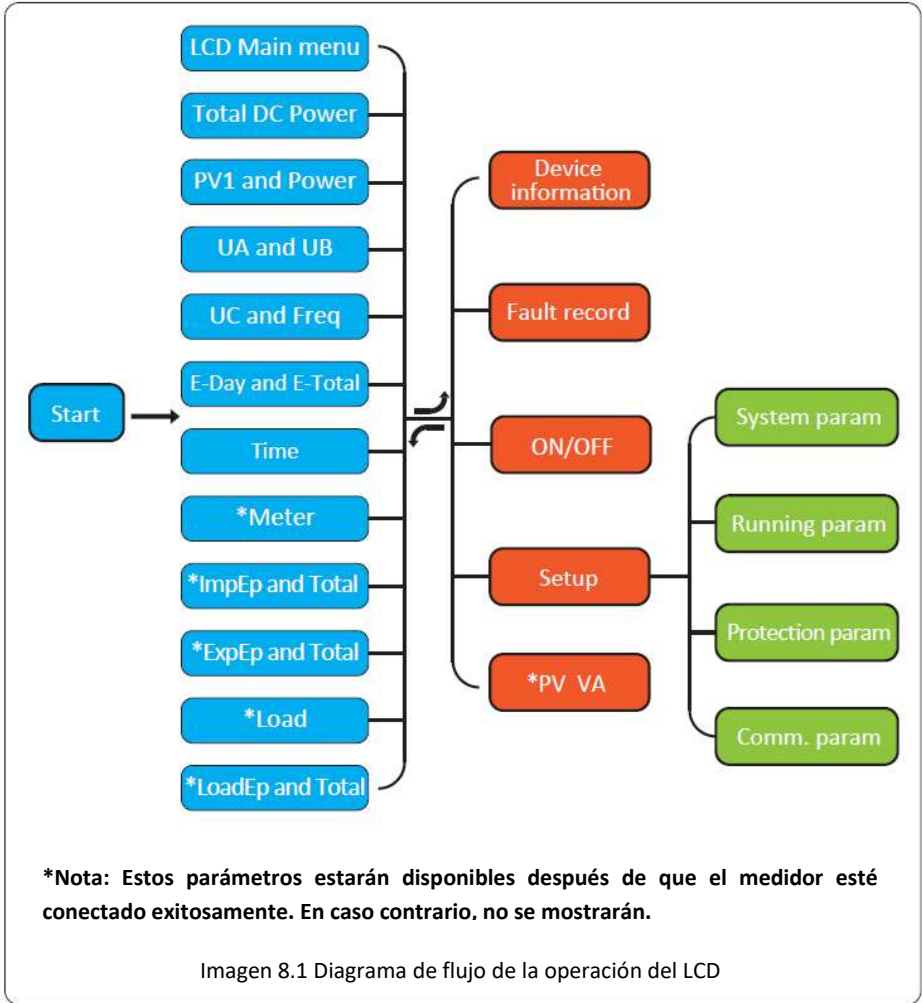 LCD Main menu
Total DC Power
PV1 and Power
UA and UB
UC and Freq
E-Day and E-Total
Start
Time
*Meter
*ImpEp and Total
*ExpEp and Total
*Load
*LoadEp and Total
Device
information
Fault record
ON/OFF
Setup
*PV VA
System param
Running param
Protection param
Comm. param
*Nota: Estos parámetros estarán disponibles después de que el medidor esté
conectado exitosamente. En caso contrario, no se mostrarán.
Imagen 8.1 Diagrama de flujo de la operación del LCD